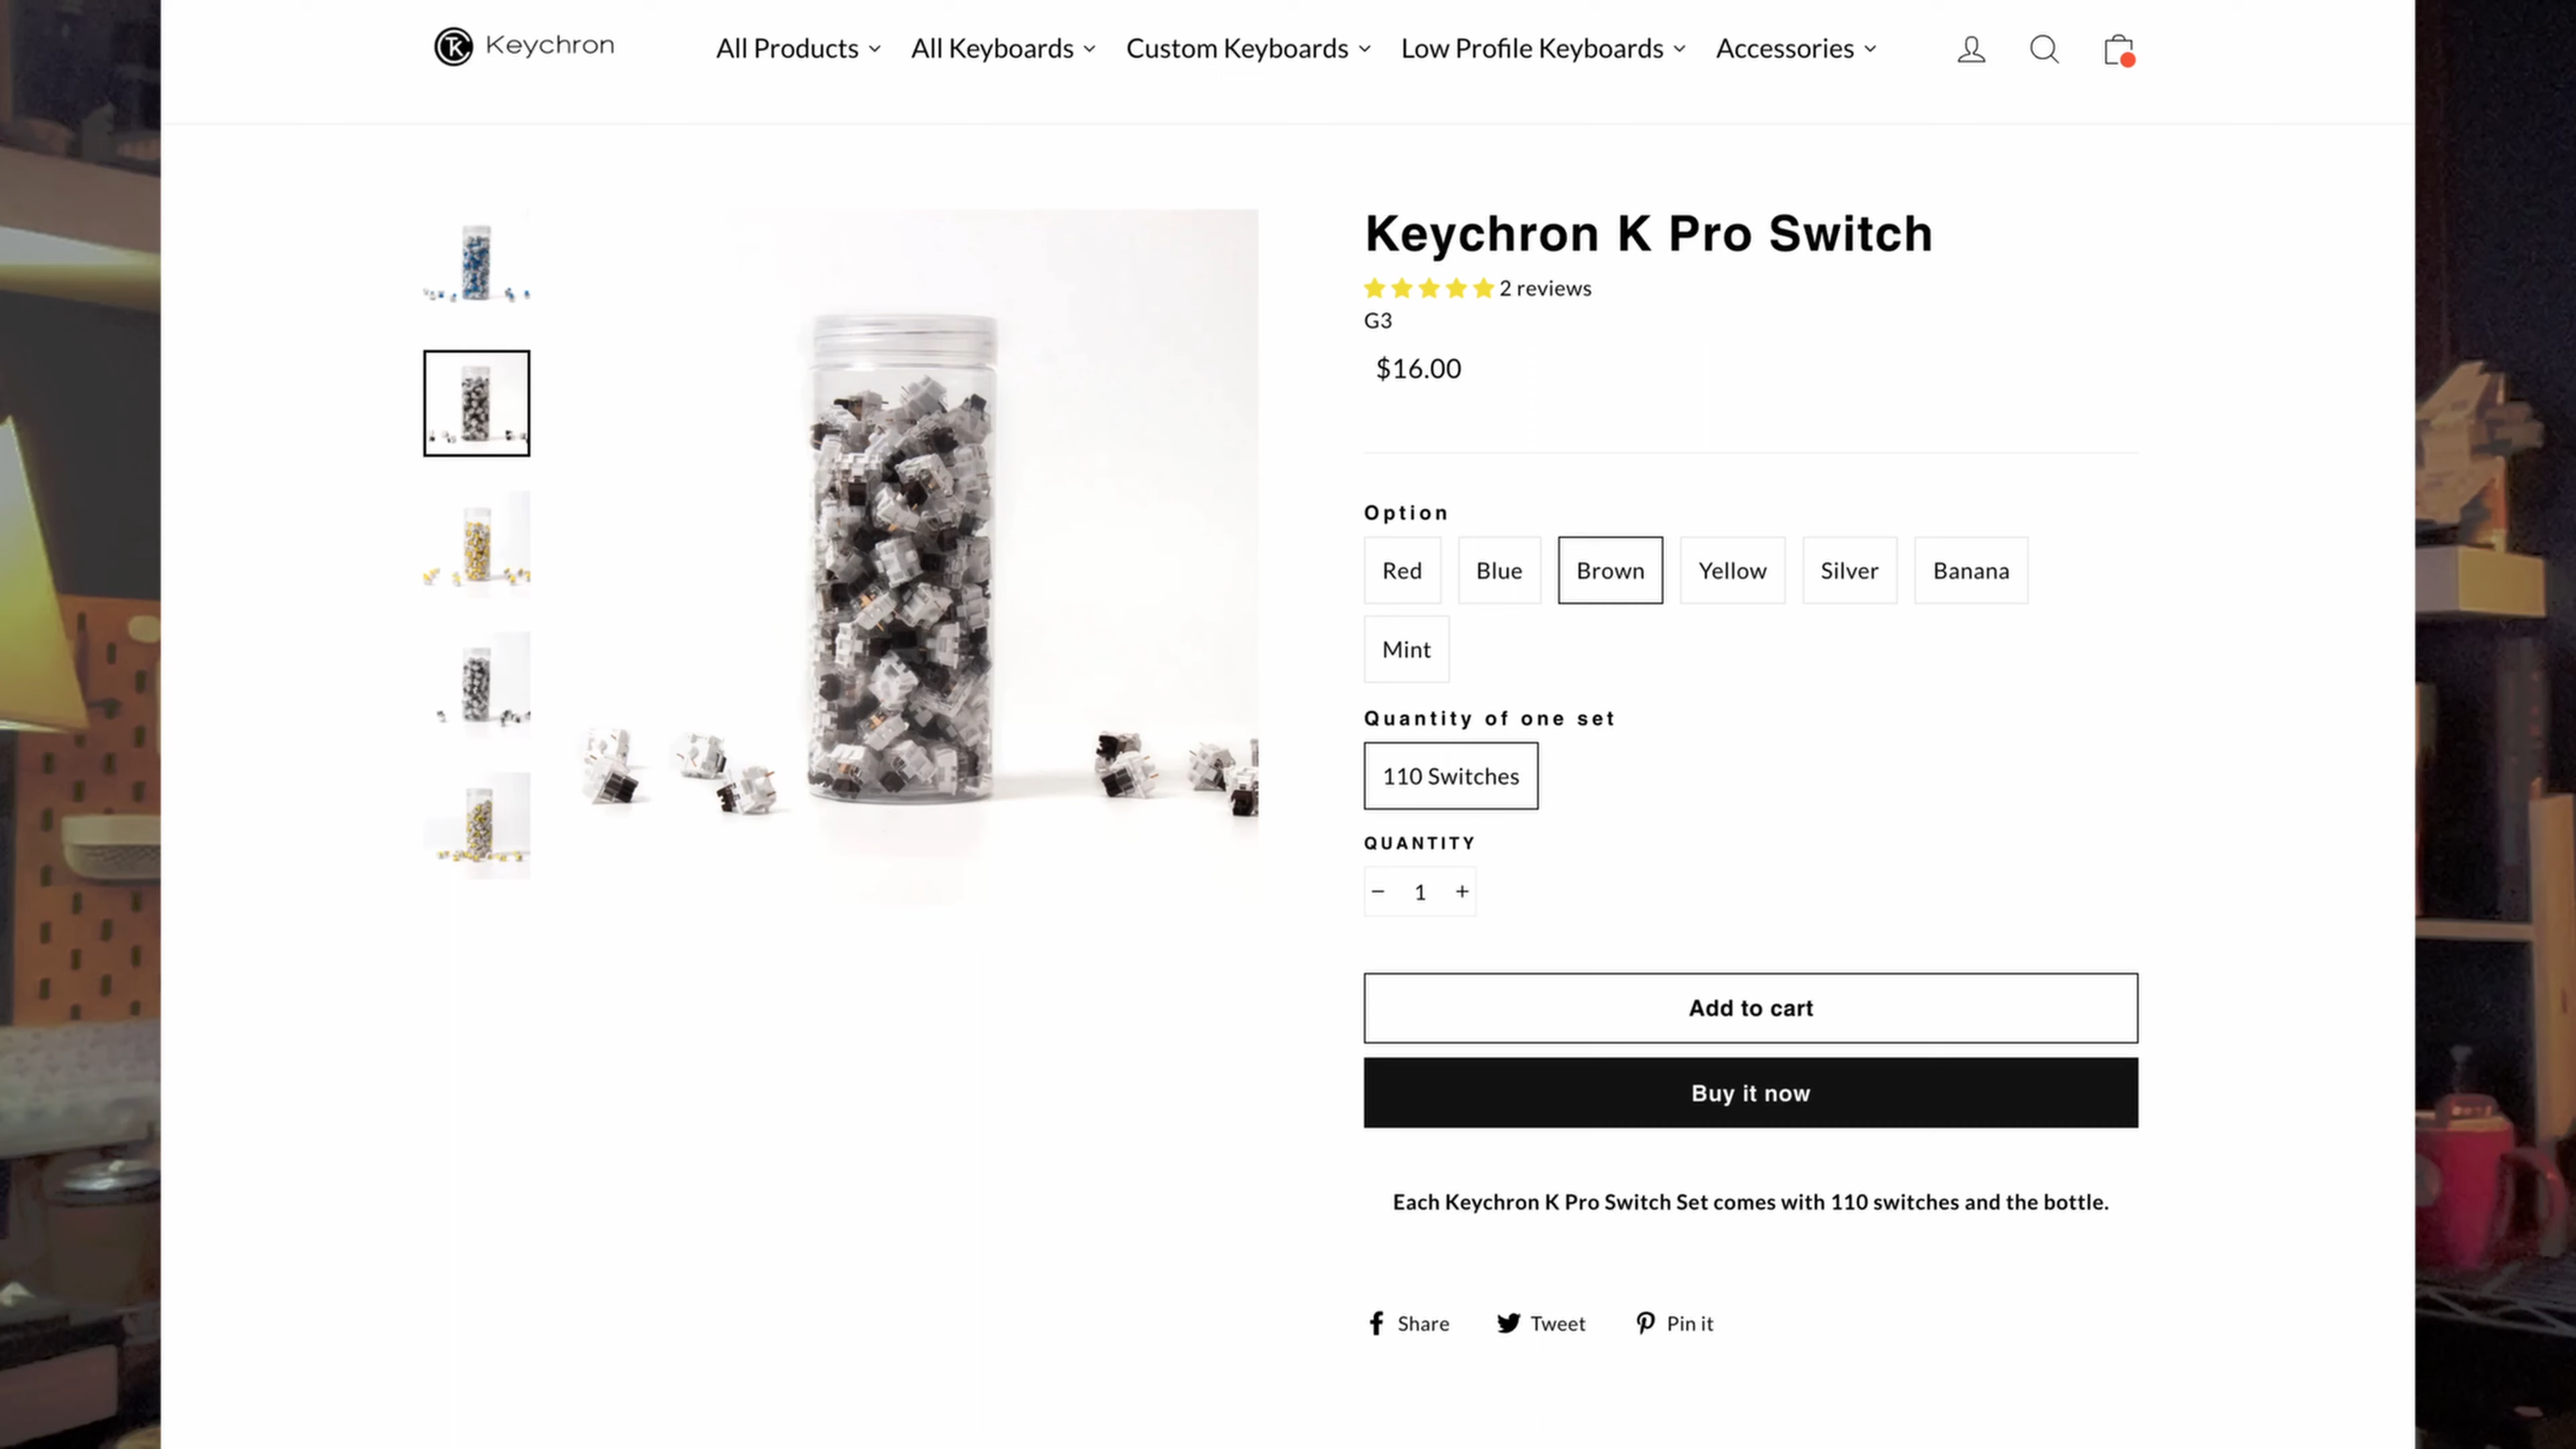 Keychron
All Products
All Keyboards
Custom Keyboards
Low Profile Keyboards
Accessories
Keychron K Pro Switch
2 reviews
G3
$16.00
Option
Red
Blue
Brown
Yellow
Silver
Banana
Mint
Quantity of one set
110 Switches
QUANTITY
− 1 +
Add to cart
Buy it now
Each Keychron K Pro Switch Set comes with 110 switches and the bottle.
Share
Tweet
Pin it